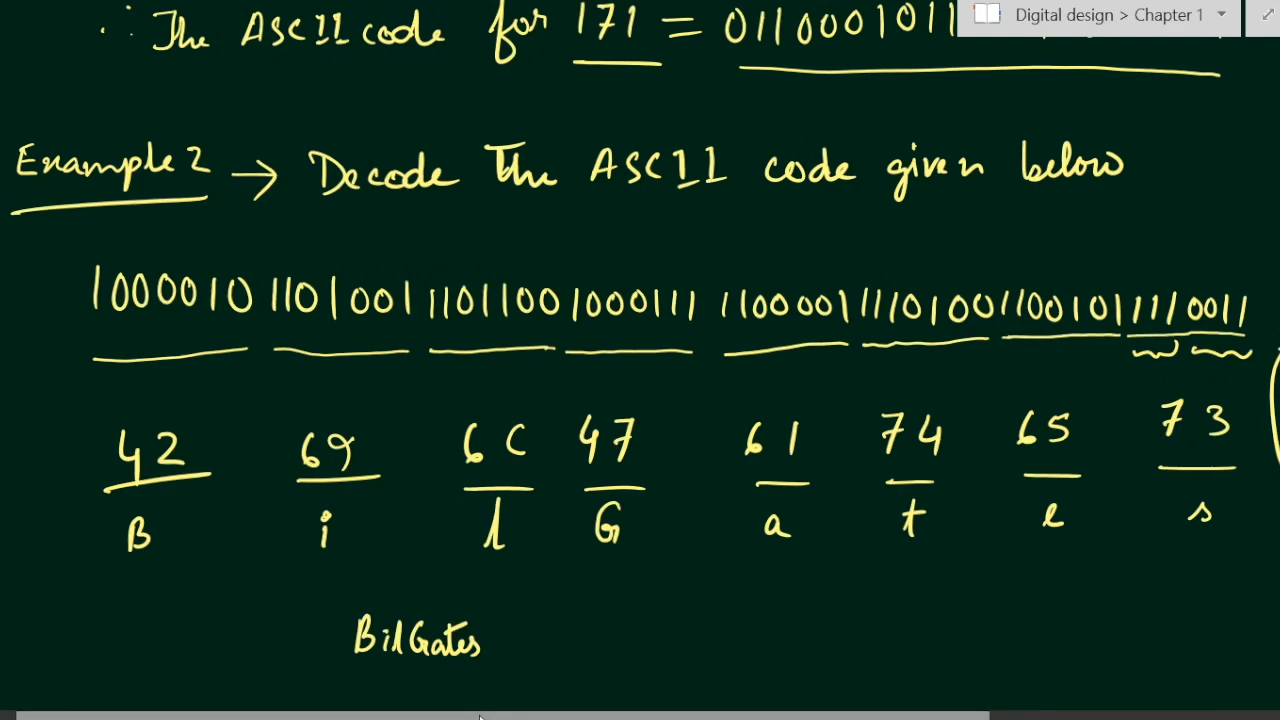 ∴ The ASCII code for 171 = 0110001011
Digital design > Chapter 1
Example 2 → Decode the ASCII code given below
1000010 1101001 1101100 1000111 1100001 1110100 1100101 1110011
42 69 6C 47 61 74 65 73
B i l G a t e s
BilGates